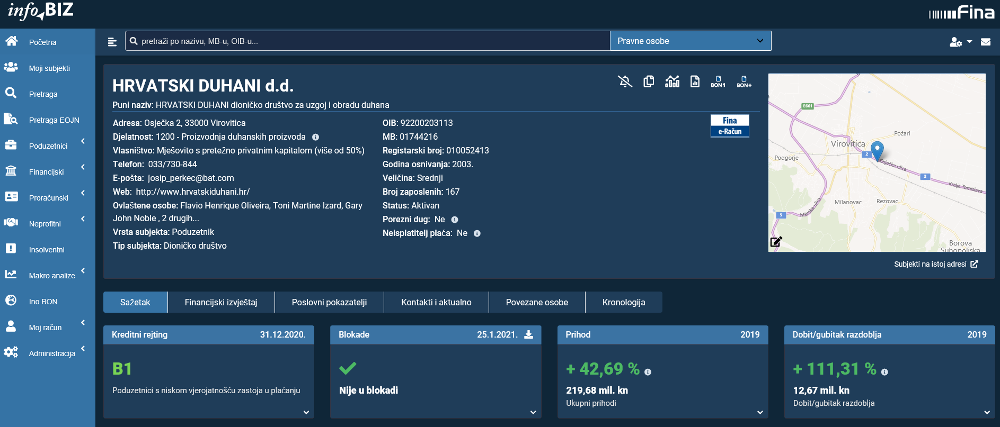 info BIZ
Fina
Početna
Moji subjekti
Pretraga
Pretraga EOJN
Poduzetnici
Financijski
Proračunski
Neprofitni
Insolventni
Makro analize
Ino BON
Moj račun
Administracija
pretraži po nazivu, MB-u, OIB-u...
Pravne osobe
HRVATSKI DUHANI d.d.
BON 1
BON+
Puni naziv: HRVATSKI DUHANI dioničko društvo za uzgoj i obradu duhana
Adresa: Osječka 2, 33000 Virovitica
Djelatnost: 1200 - Proizvodnja duhanskih proizvoda
Vlasništvo: Mješovito s pretežno privatnim kapitalom (više od 50%)
Telefon: 033/730-844
E-pošta: josip_perkec@bat.com
Web: http://www.hrvatskiduhani.hr/
Ovlaštene osobe: Flavio Henrique Oliveira, Toni Martine Izard, Gary
John Noble , 2 drugih...
Vrsta subjekta: Poduzetnik
Tip subjekta: Dioničko društvo
OIB: 92200203113
MB: 01744216
Registarski broj: 010052413
Godina osnivanja: 2003.
Veličina: Srednji
Broj zaposlenih: 167
Status: Aktivan
Porezni dug: Ne
Neisplatitelj plaća: Ne
Fina
e-Račun
E661
Požari
Virovitica
2
Podgorje
Osječka ulica
2
Kralja Tomislava
Milanovac
Rezovac
Mlinska ulica
5
Borova
Suhopoljska
Subjekti na istoj adresi
Sažetak
Financijski izvještaj
Poslovni pokazatelji
Kontakti i aktualno
Povezane osobe
Kronologija
Kreditni rejting 31.12.2020.
B1
Poduzetnici s niskom vjerojatnošću zastoja u plaćanju
Blokade 25.1.2021.
Nije u blokadi
Prihod 2019
+ 42,69 %
219,68 mil. kn
Ukupni prihodi
Dobit/gubitak razdoblja 2019
+ 111,31 %
12,67 mil. kn
Dobit/gubitak razdoblja